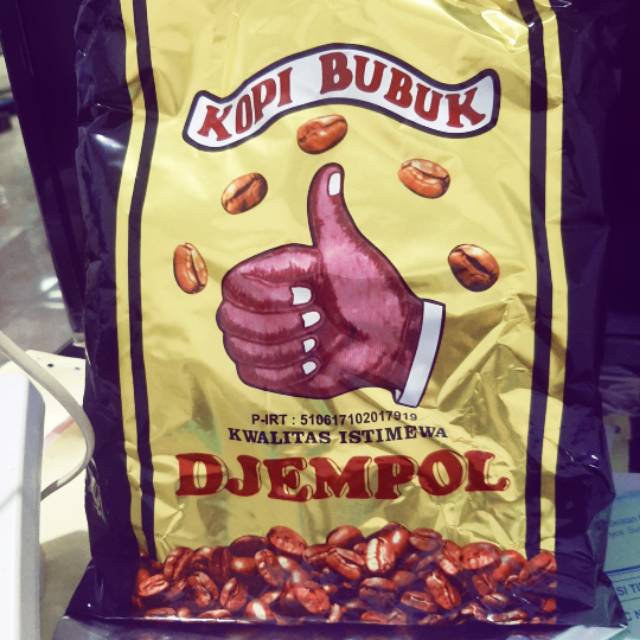 KOPI BUBUK
P-IRT : 510617102017919
KWALITAS ISTIMEWA
DJEMPOL